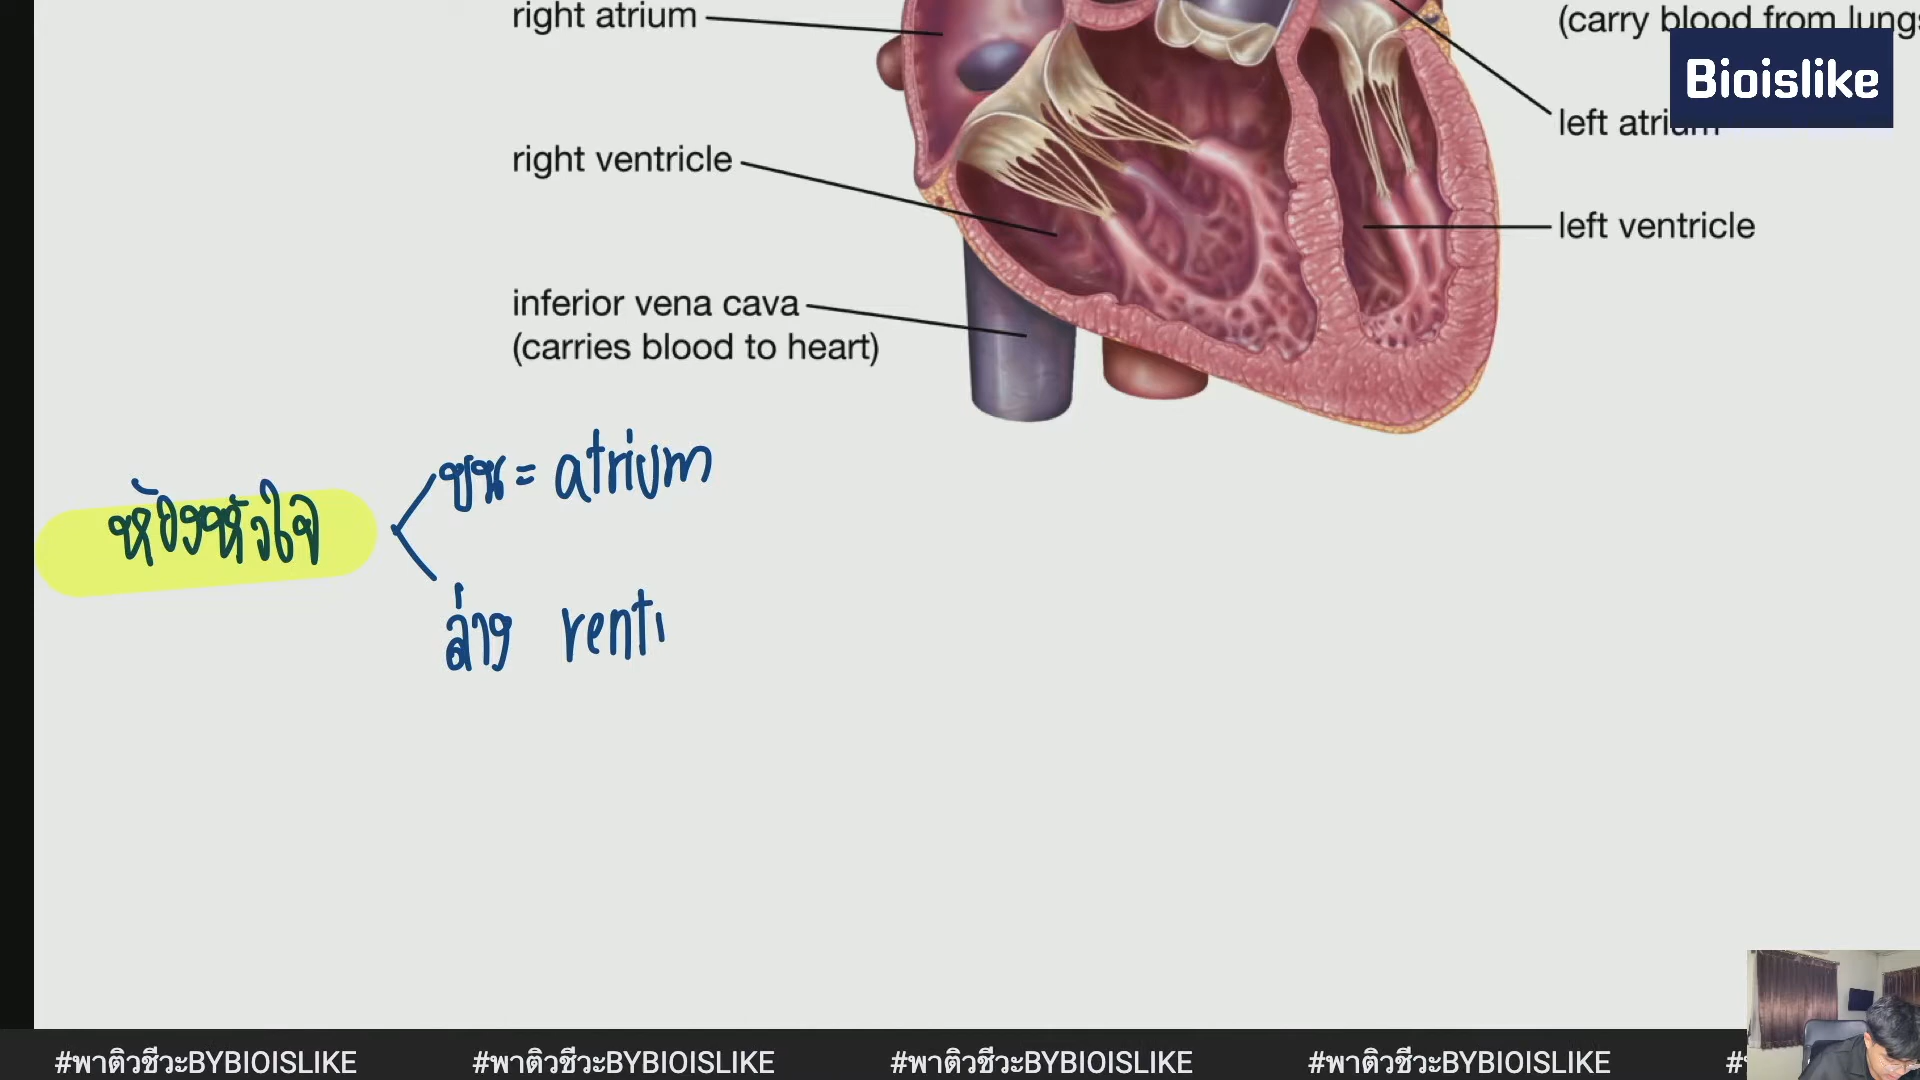 right atrium
(carry blood from lungs
Bioislike
left atrium
right ventricle
left ventricle
inferior vena cava
(carries blood to heart)
บน = atrium
ห้องหัวใจ
ล่าง venti
#พาติวชีวะBYBIOISLIKE #พาติวชีวะBYBIOISLIKE #พาติวชีวะBYBIOISLIKE #พาติวชีวะBYBIOISLIKE